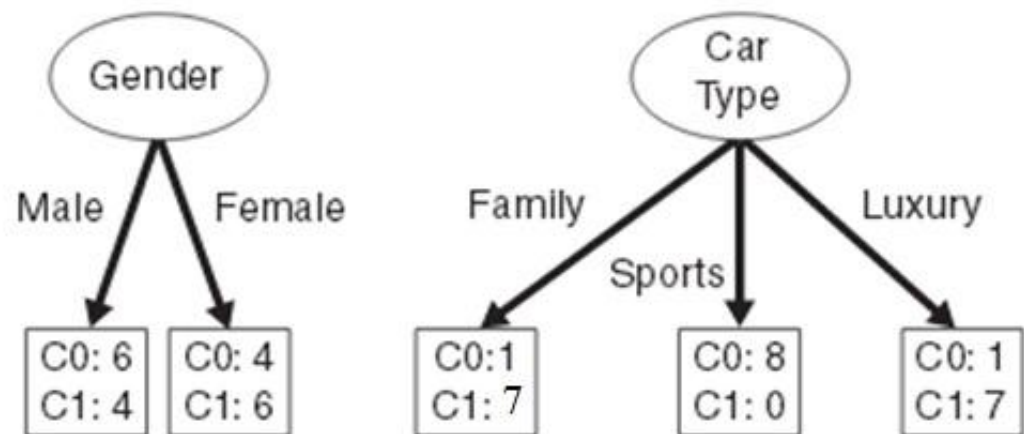 Gender
Male
Female
C0: 6
C1: 4
C0: 4
C1: 6
Car
Type
Family
Sports
Luxury
C0:1
C1: 7
C0: 8
C1: 0
C0: 1
C1: 7